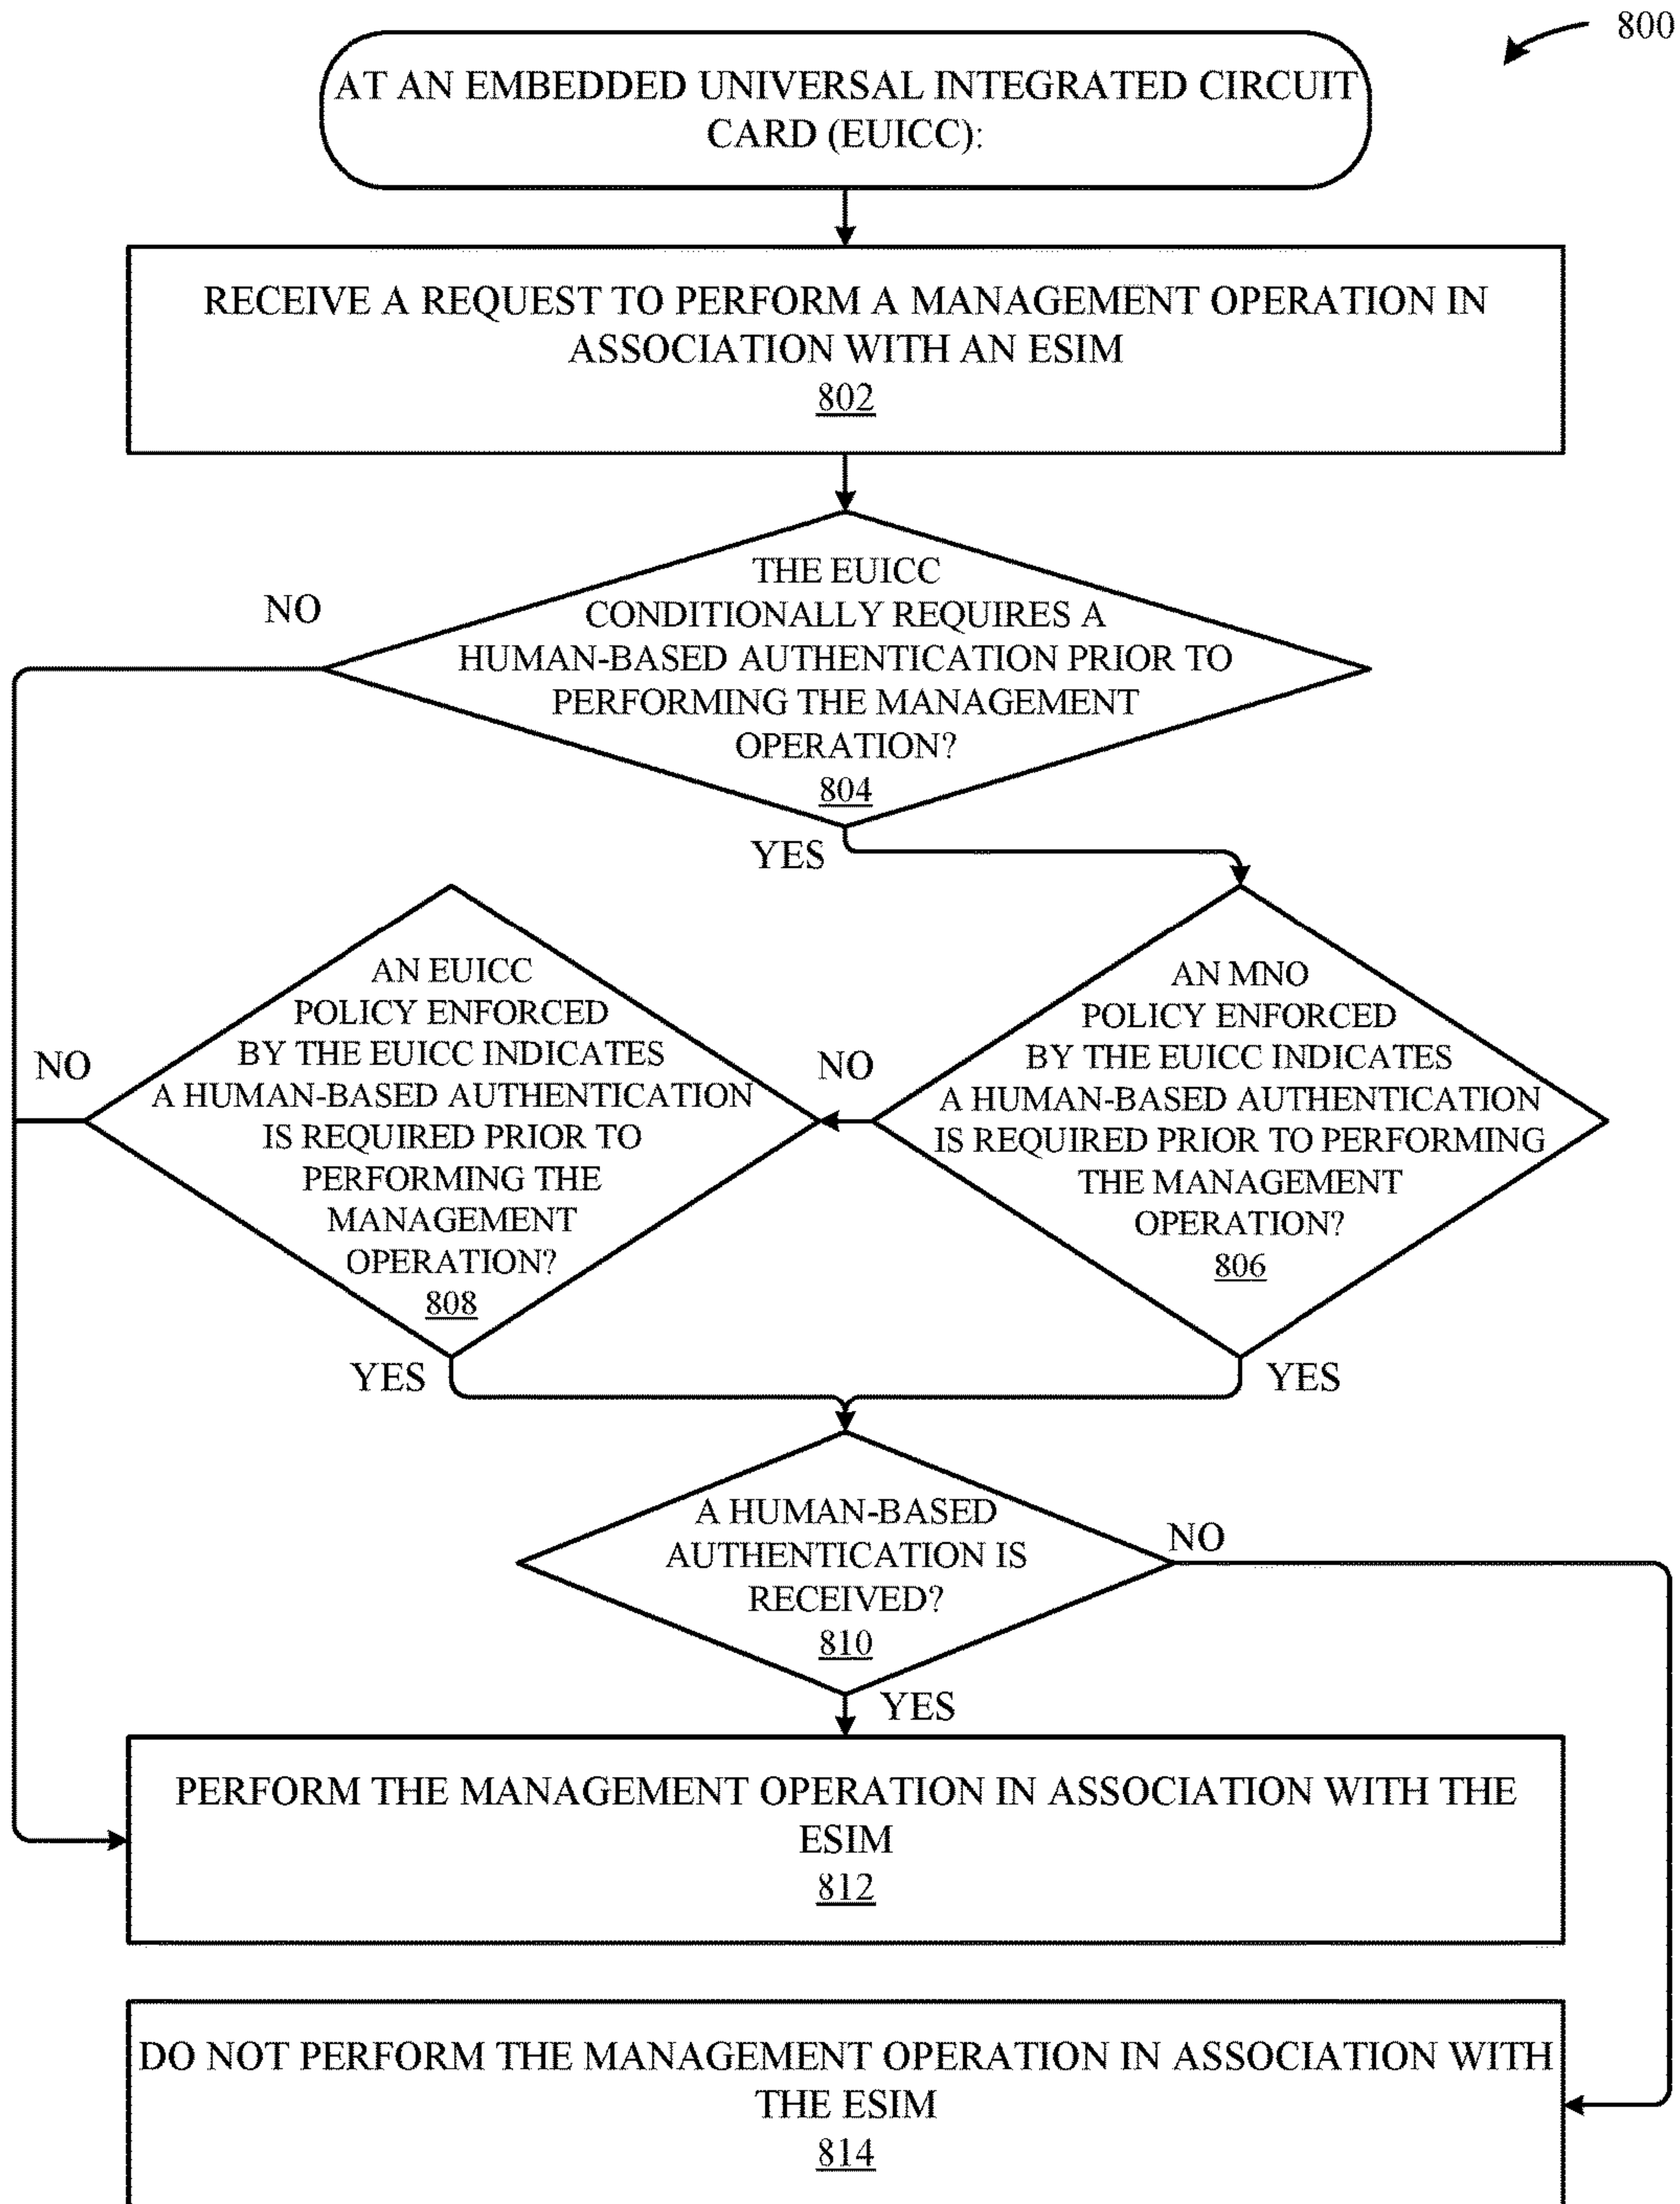 800
AT AN EMBEDDED UNIVERSAL INTEGRATED CIRCUIT
CARD (EUICC):
RECEIVE A REQUEST TO PERFORM A MANAGEMENT OPERATION IN
ASSOCIATION WITH AN ESIM
802
THE EUICC
CONDITIONALLY REQUIRES A
HUMAN-BASED AUTHENTICATION PRIOR TO
PERFORMING THE MANAGEMENT
OPERATION?
804
NO
YES
AN MNO
POLICY ENFORCED
BY THE EUICC INDICATES
A HUMAN-BASED AUTHENTICATION
IS REQUIRED PRIOR TO PERFORMING
THE MANAGEMENT
OPERATION?
806
NO
YES
AN EUICC
POLICY ENFORCED
BY THE EUICC INDICATES
A HUMAN-BASED AUTHENTICATION
IS REQUIRED PRIOR TO
PERFORMING THE
MANAGEMENT
OPERATION?
808
NO
YES
A HUMAN-BASED
AUTHENTICATION IS
RECEIVED?
810
NO
YES
PERFORM THE MANAGEMENT OPERATION IN ASSOCIATION WITH THE
ESIM
812
DO NOT PERFORM THE MANAGEMENT OPERATION IN ASSOCIATION WITH
THE ESIM
814